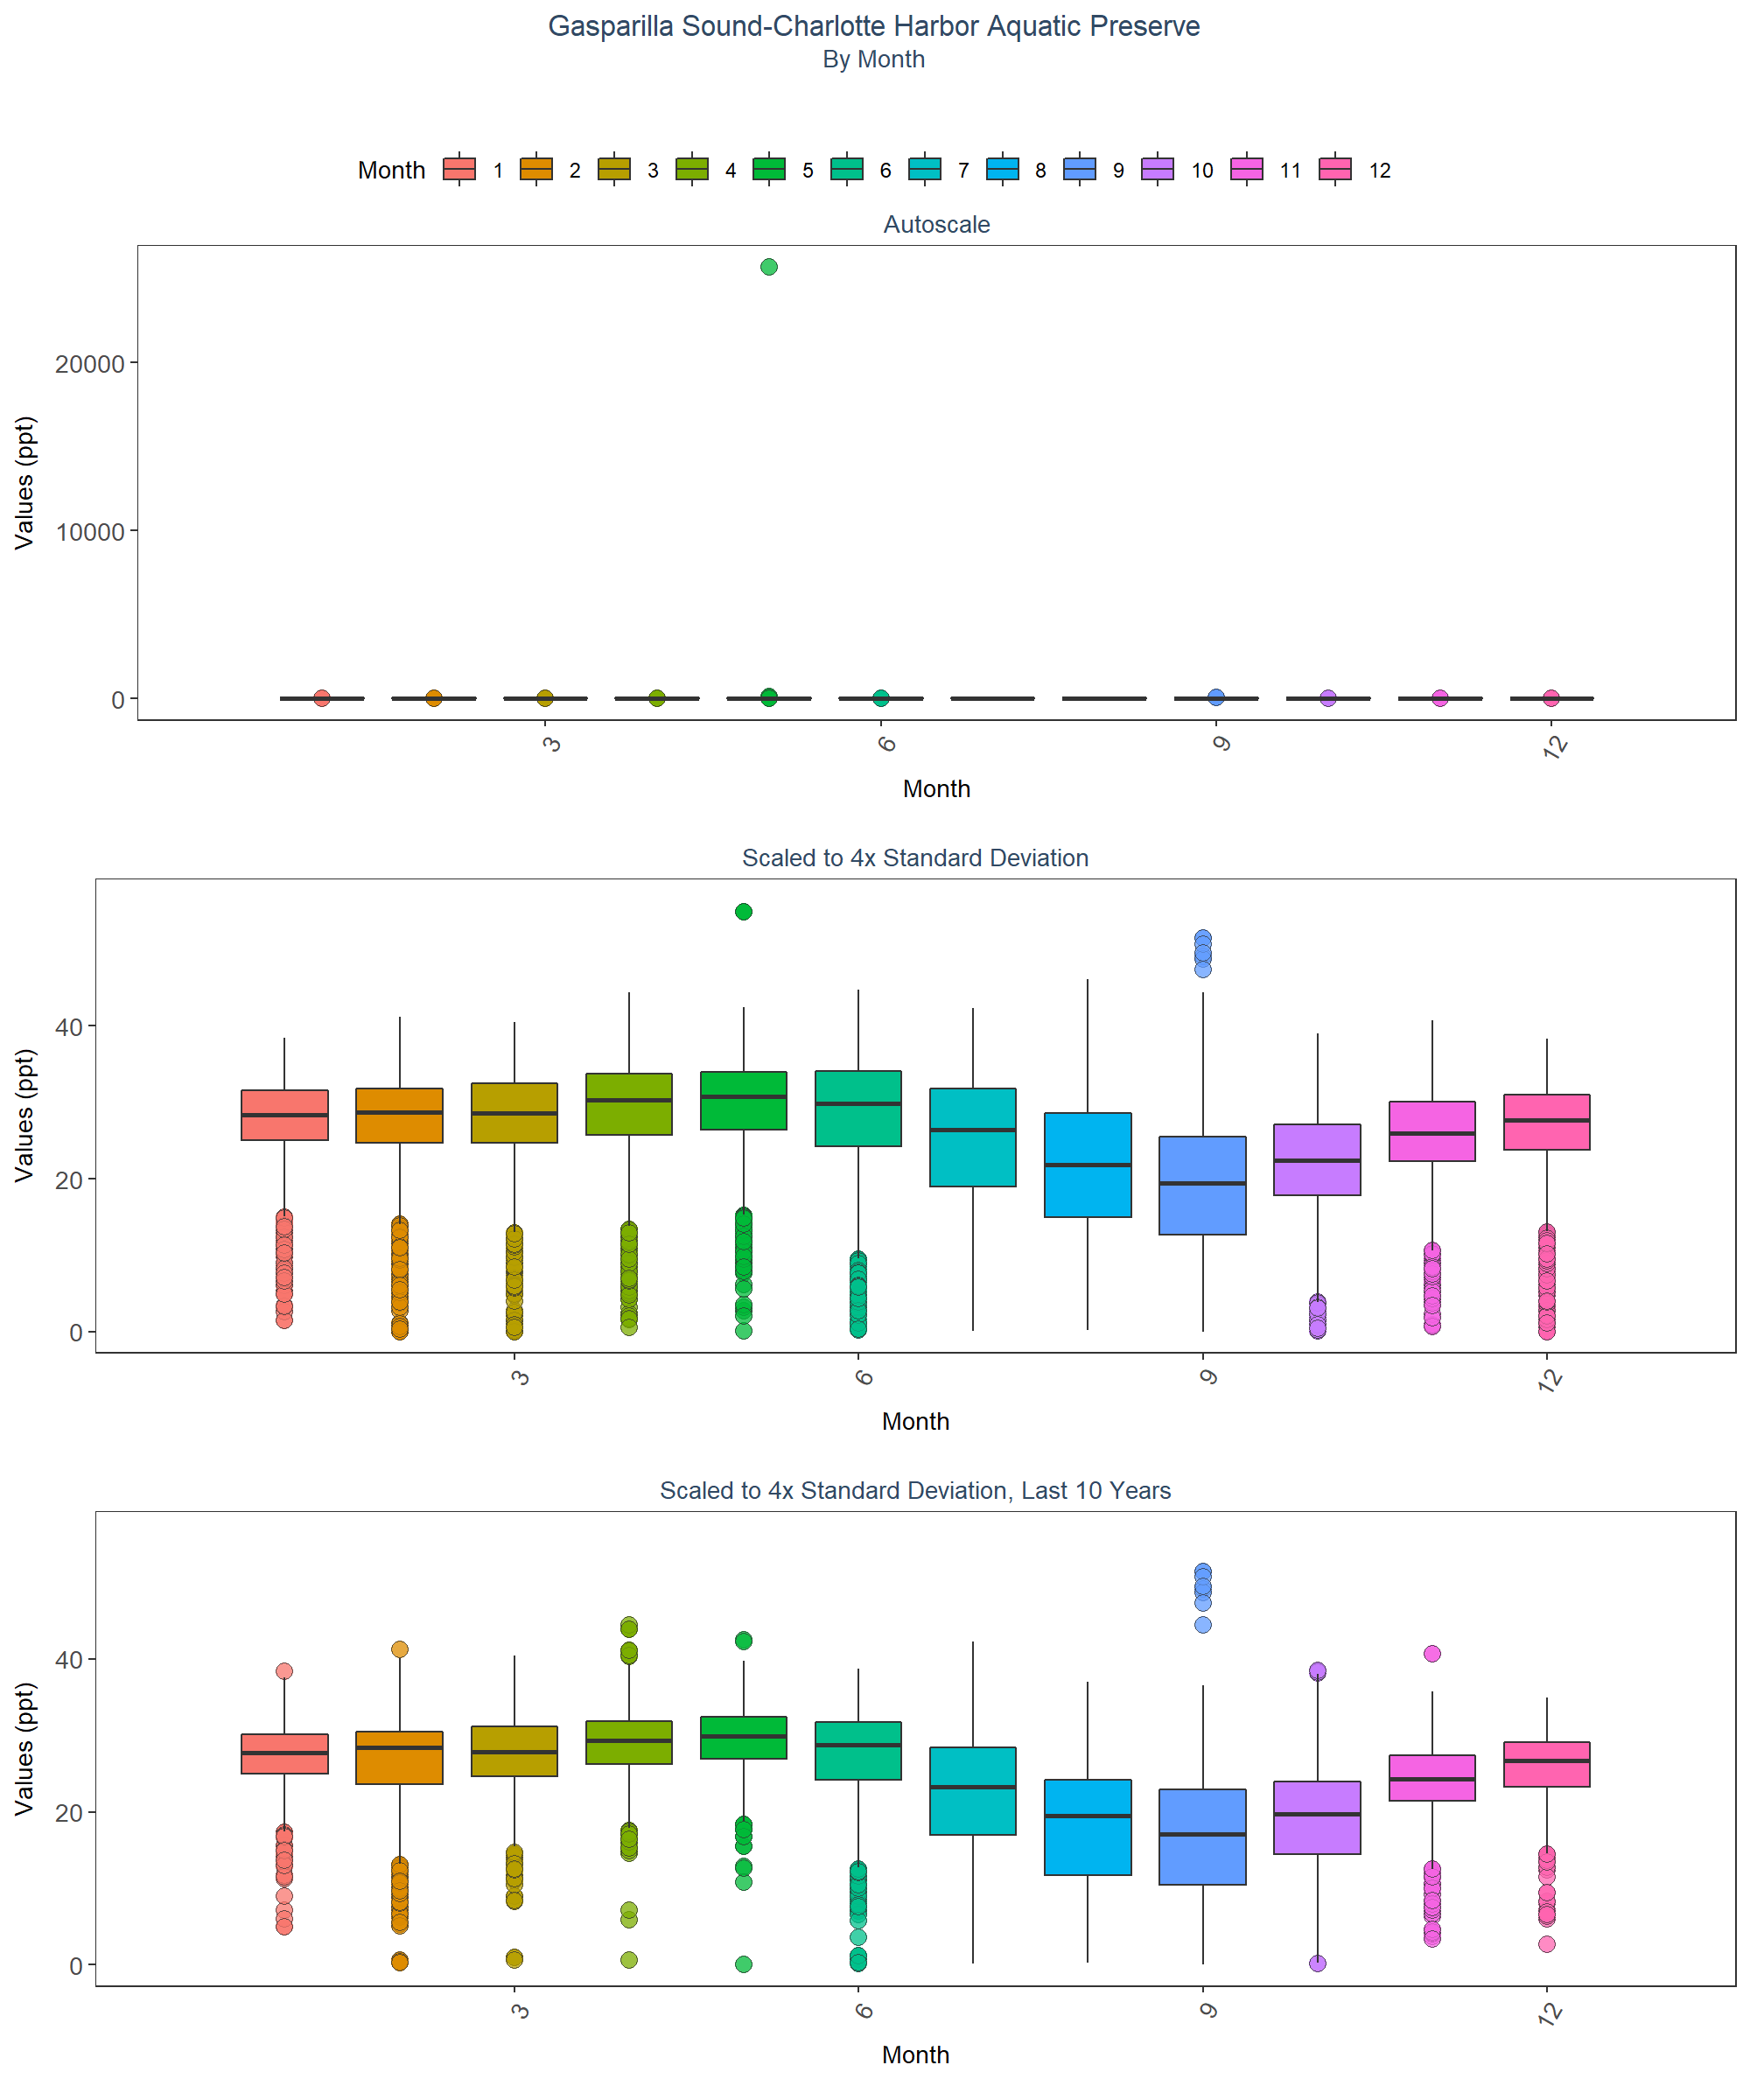 Gasparilla Sound-Charlotte Harbor Aquatic Preserve
By Month
Month 1 2 3 4 5 6 7 8 9 10 11 12
Autoscale
Values (ppt)
20000
10000
0
3 6 9 12
Month
Scaled to 4x Standard Deviation
Values (ppt)
40
20
0
3 6 9 12
Month
Scaled to 4x Standard Deviation, Last 10 Years
Values (ppt)
40
20
0
3 6 9 12
Month